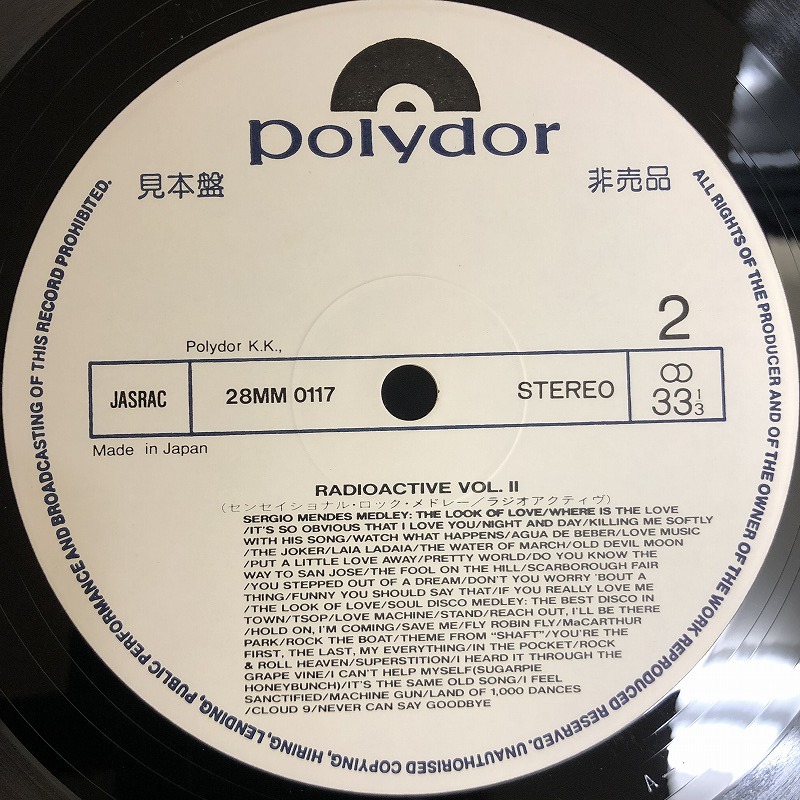 polydor
見本盤 非売品
ALL RIGHTS OF THE PRODUCER AND OF THE OWNER OF THE WORK REPRODUCED RESERVED. UNAUTHORISED COPYING, HIRING, LENDING, PUBLIC PERFORMANCE AND BROADCASTING OF THIS RECORD PROHIBITED.
2
Polydor K.K.,
JASRAC 28MM 0117 STEREO ∞ 33 1/3
Made in Japan
RADIOACTIVE VOL. II
(センセイショナル・ロック・メドレー/ラジオアクティヴ)
SERGIO MENDES MEDLEY: THE LOOK OF LOVE/WHERE IS THE LOVE
/IT'S SO OBVIOUS THAT I LOVE YOU/NIGHT AND DAY/KILLING ME SOFTLY
WITH HIS SONG/WATCH WHAT HAPPENS/AGUA DE BEBER/LOVE MUSIC
/THE JOKER/LAIA LADAIA/THE WATER OF MARCH/OLD DEVIL MOON
/PUT A LITTLE LOVE AWAY/PRETTY WORLD/DO YOU KNOW THE
WAY TO SAN JOSE/THE FOOL ON THE HILL/SCARBOROUGH FAIR
/YOU STEPPED OUT OF A DREAM/DON'T YOU WORRY 'BOUT A
THING/FUNNY YOU SHOULD SAY THAT/IF YOU REALLY LOVE ME
/THE LOOK OF LOVE/SOUL DISCO MEDLEY: THE BEST DISCO IN
TOWN/TSOP/LOVE MACHINE/STAND/REACH OUT, I'LL BE THERE
/HOLD ON, I'M COMING/SAVE ME/FLY ROBIN FLY/MaCARTHUR
PARK/ROCK THE BOAT/THEME FROM "SHAFT"/YOU'RE THE
FIRST, THE LAST, MY EVERYTHING/IN THE POCKET/ROCK
& ROLL HEAVEN/SUPERSTITION/I HEARD IT THROUGH THE
GRAPE VINE/I CAN'T HELP MYSELF(SUGARPIE
HONEYBUNCH)/IT'S THE SAME OLD SONG/I FEEL
SANCTIFIED/MACHINE GUN/LAND OF 1,000 DANCES
/CLOUD 9/NEVER CAN SAY GOODBYE